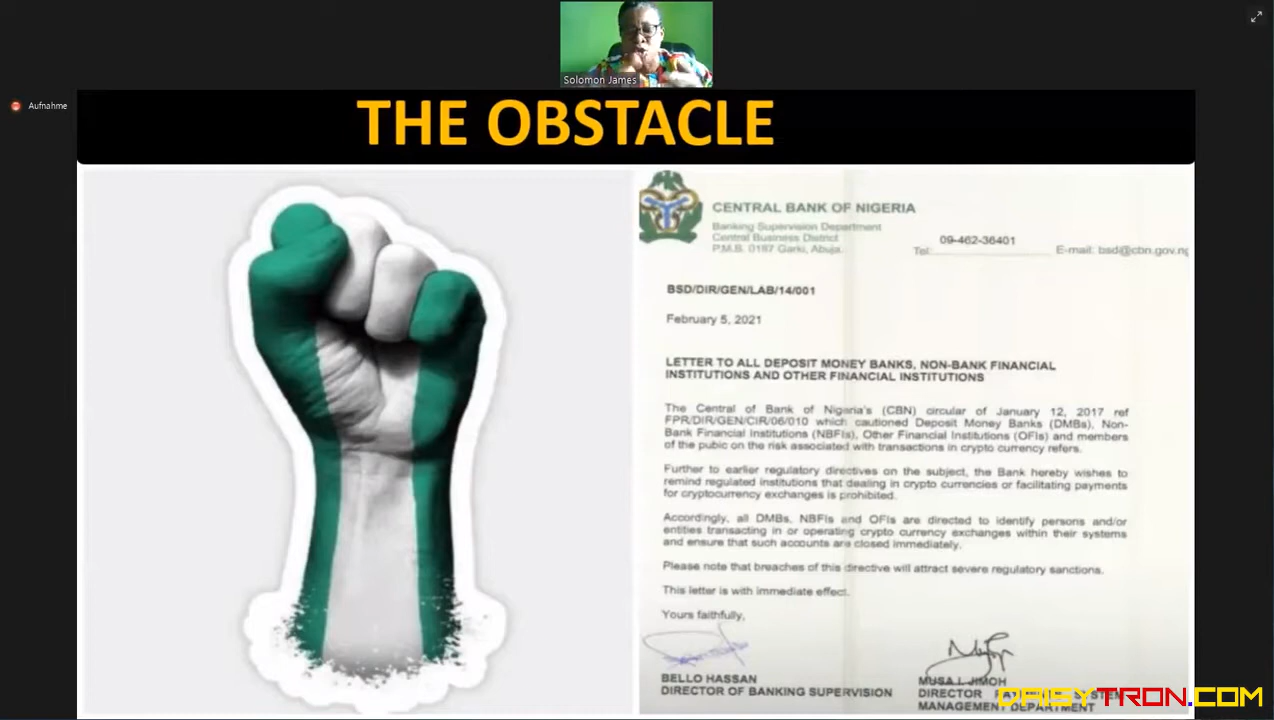 Solomon James
Aufnahme
THE OBSTACLE
CENTRAL BANK OF NIGERIA
Banking Supervision Department
Central Business District
P.M.B. 0187 Garki, Abuja.
Tel: 09-462-36401 E-mail: bsd@cbn.gov.ng
BSD/DIR/GEN/LAB/14/001
February 5, 2021
LETTER TO ALL DEPOSIT MONEY BANKS, NON-BANK FINANCIAL
INSTITUTIONS AND OTHER FINANCIAL INSTITUTIONS
The Central of Bank of Nigeria's (CBN) circular of January 12, 2017 ref
FPR/DIR/GEN/CIR/06/010 which cautioned Deposit Money Banks (DMBs), Non-
Bank Financial Institutions (NBFIs), Other Financial Institutions (OFIs) and members
of the pubic on the risk associated with transactions in crypto currency refers.
Further to earlier regulatory directives on the subject, the Bank hereby wishes to
remind regulated institutions that dealing in crypto currencies or facilitating payments
for cryptocurrency exchanges is prohibited.
Accordingly, all DMBs, NBFIs and OFIs are directed to identify persons and/or
entities transacting in or operating crypto currency exchanges within their systems
and ensure that such accounts are closed immediately.
Please note that breaches of this directive will attract severe regulatory sanctions.
This letter is with immediate effect.
Yours faithfully,
BELLO HASSAN
DIRECTOR OF BANKING SUPERVISION
MUSA I. JIMOH
DIRECTOR
MANAGEMENT DEPARTMENT
DAISYTRON.COM